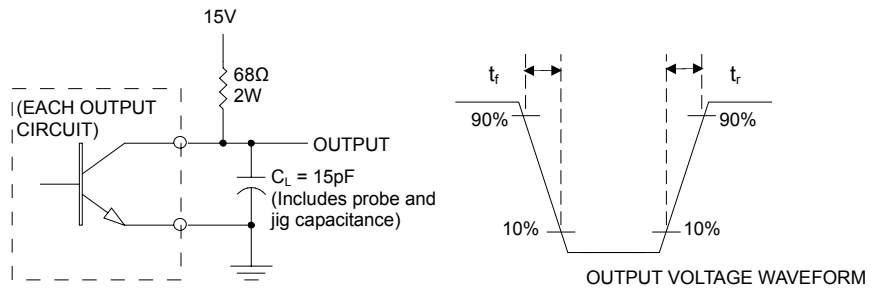 15V
68Ω
2W
(EACH OUTPUT
CIRCUIT)
OUTPUT
C_L = 15pF
(Includes probe and
jig capacitance)
t_f
t_r
90%
90%
10%
10%
OUTPUT VOLTAGE WAVEFORM